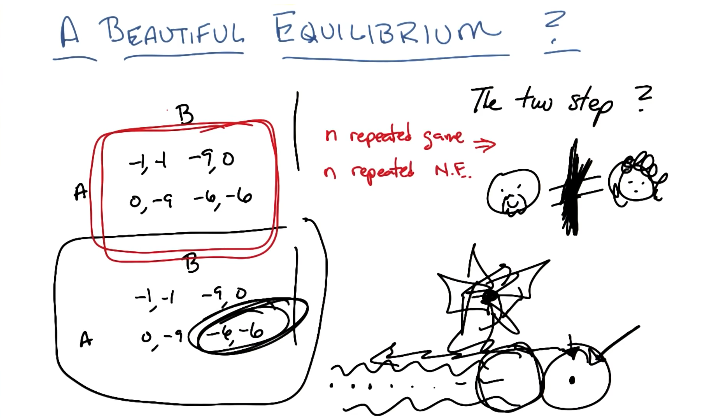 A BEAUTIFUL EQUILIBRIUM ?
The two step ?
B
-1,-1 -9,0
A
0,-9 -6,-6
n repeated game ⇒
n repeated N.E.
B
-1,-1 -9,0
A 0,-9 -6,-6